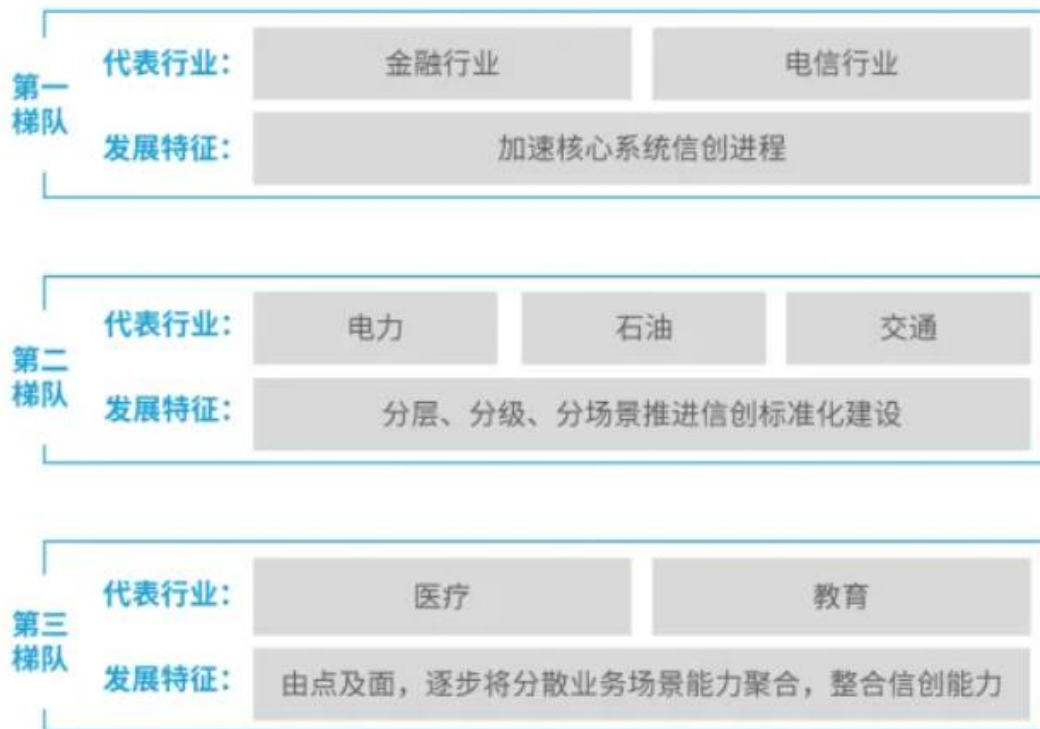 第一
梯队
代表行业：
金融行业
电信行业
发展特征：
加速核心系统信创进程
第二
梯队
代表行业：
电力
石油
交通
发展特征：
分层、分级、分场景推进信创标准化建设
第三
梯队
代表行业：
医疗
教育
发展特征：
由点及面，逐步将分散业务场景能力聚合，整合信创能力